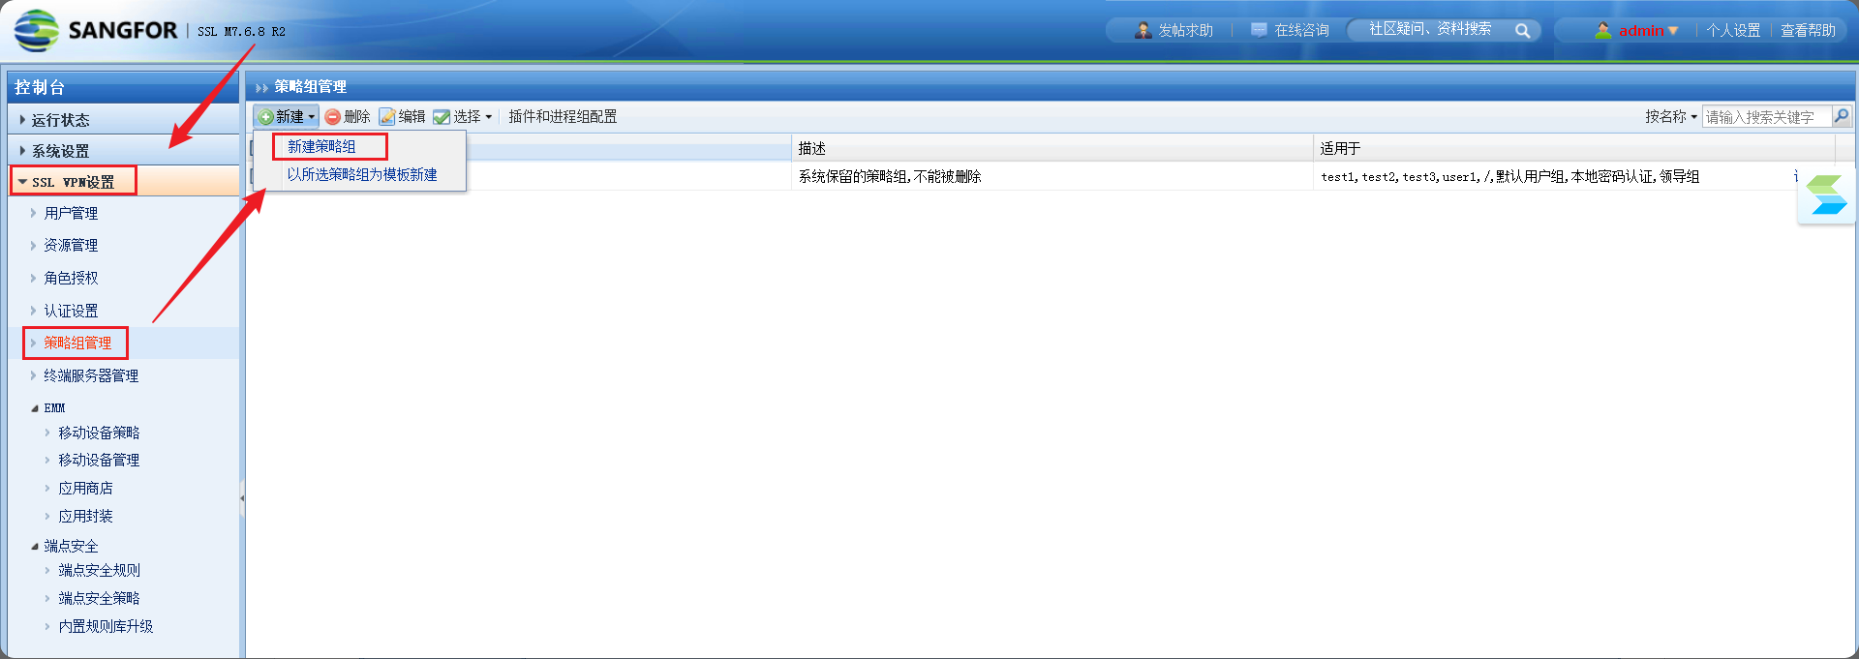 SANGFOR | SSL M7.6.8 R2
发帖求助
在线咨询
社区疑问、资料搜索
admin
个人设置
查看帮助
控制台
运行状态
系统设置
SSL VPN设置
用户管理
资源管理
角色授权
认证设置
策略组管理
终端服务器管理
EMM
移动设备策略
移动设备管理
应用商店
应用封装
端点安全
端点安全规则
端点安全策略
内置规则库升级
策略组管理
新建 删除 编辑 选择 插件和进程组配置
按名称 请输入搜索关键字
新建策略组
以所选策略组为模板新建
描述 适用于
系统保留的策略组,不能被删除 test1,test2,test3,user1,/,默认用户组,本地密码认证,领导组